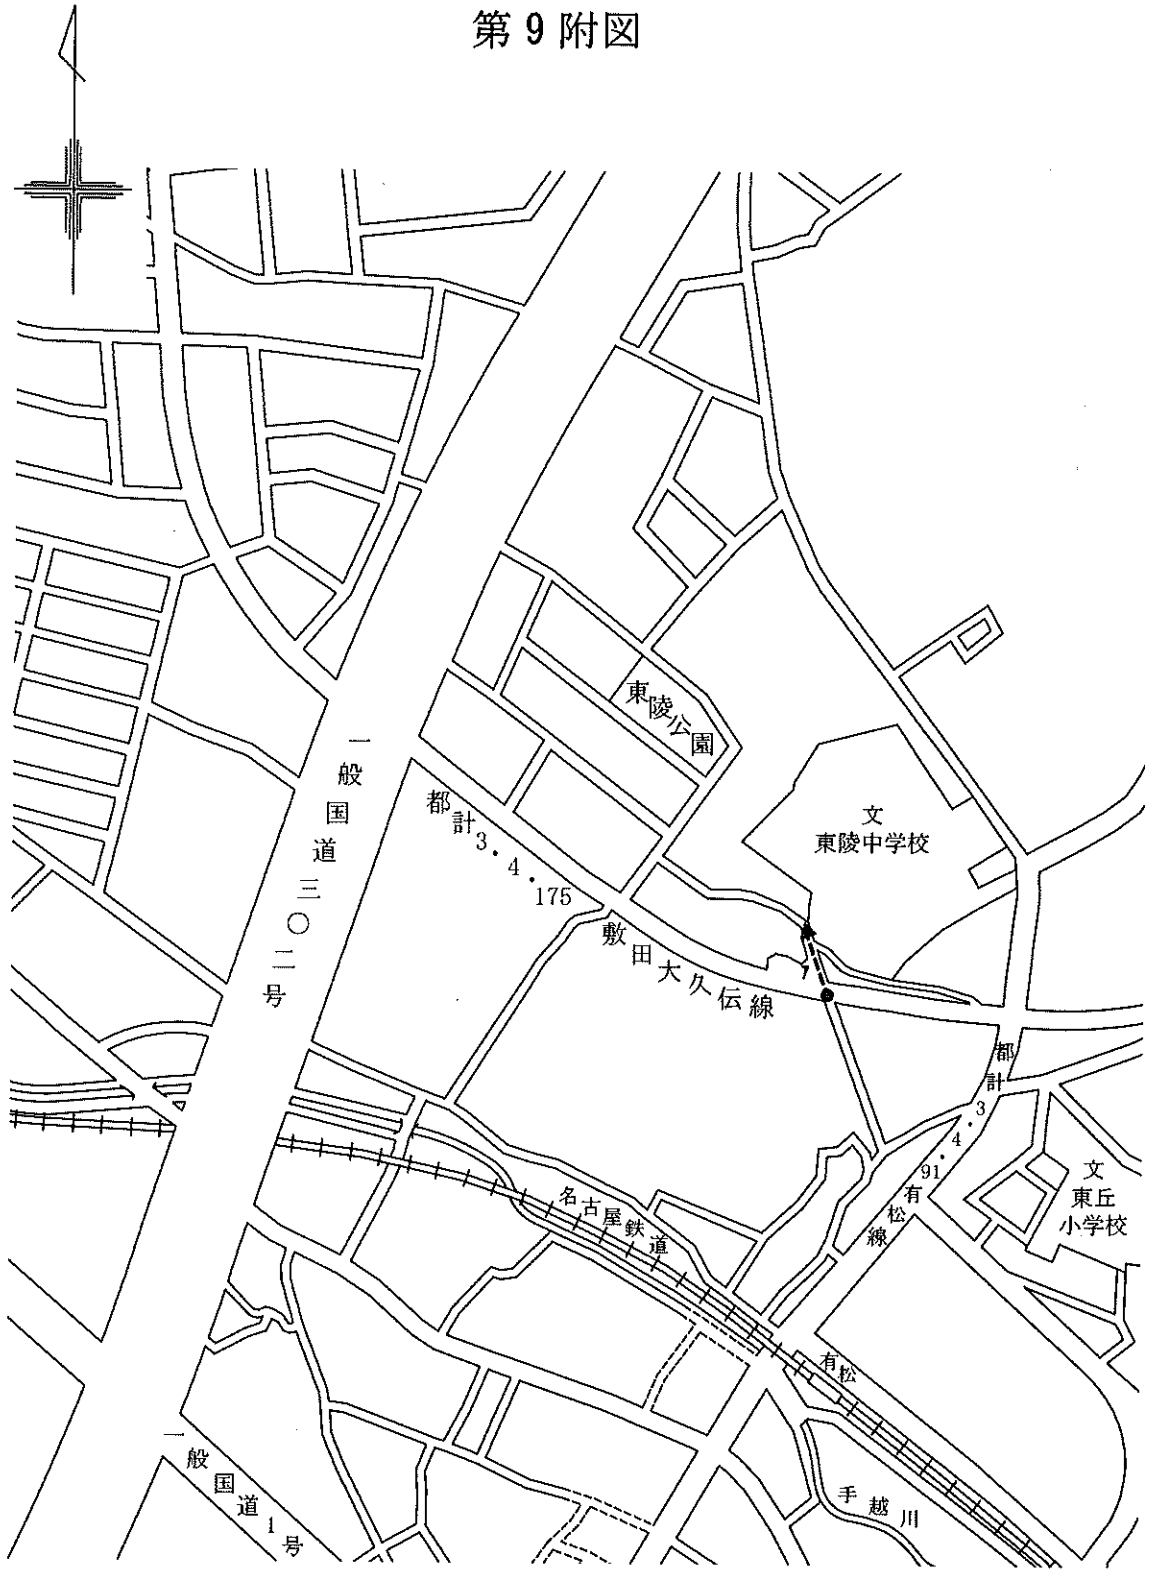 第9附図
東陵公園
一般国道三〇二号
都計3・4・175
敷田大久伝線
文
東陵中学校
都計3・4・91
有松線
文
東丘
小学校
名古屋鉄道
有松
手越川
一般国道1号